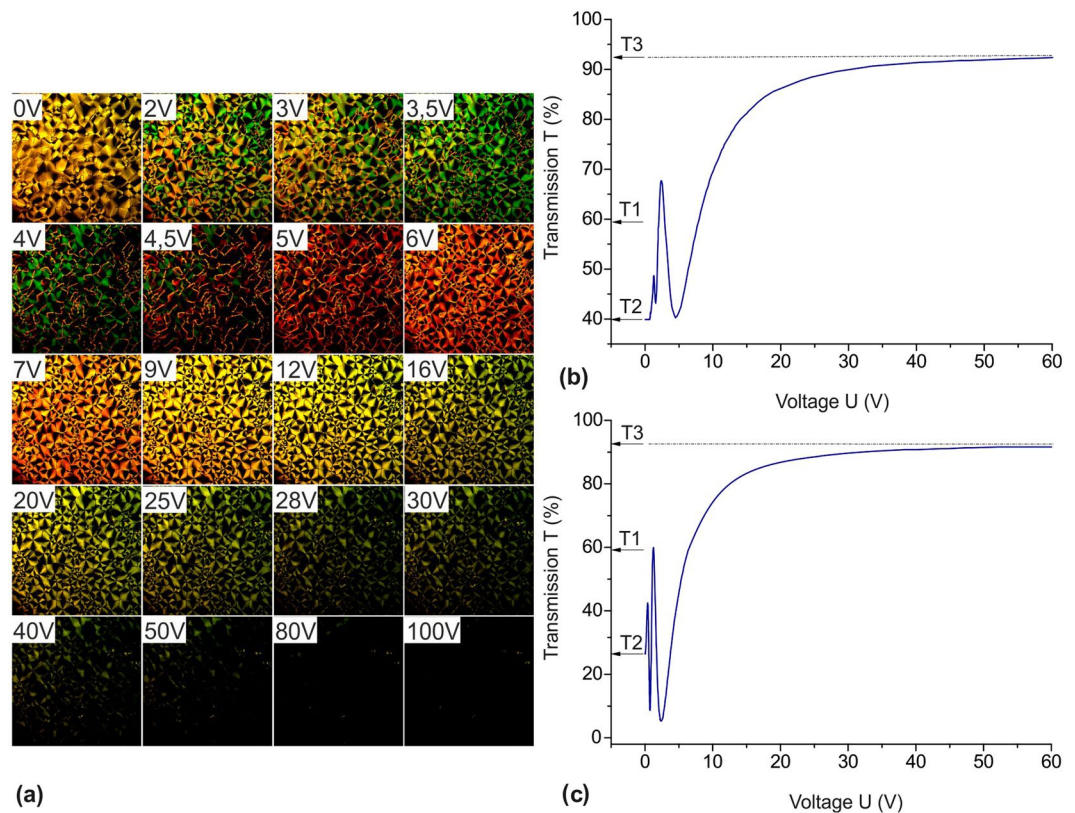 0V 2V 3V 3,5V
4V 4,5V 5V 6V
7V 9V 12V 16V
20V 25V 28V 30V
40V 50V 80V 100V
(a)
Transmission T (%)
100
90
80
70
60
50
40
T3
T1
T2
0 10 20 30 40 50 60
Voltage U (V)
(b)
Transmission T (%)
100
80
60
40
20
0
T3
T1
T2
0 10 20 30 40 50 60
Voltage U (V)
(c)